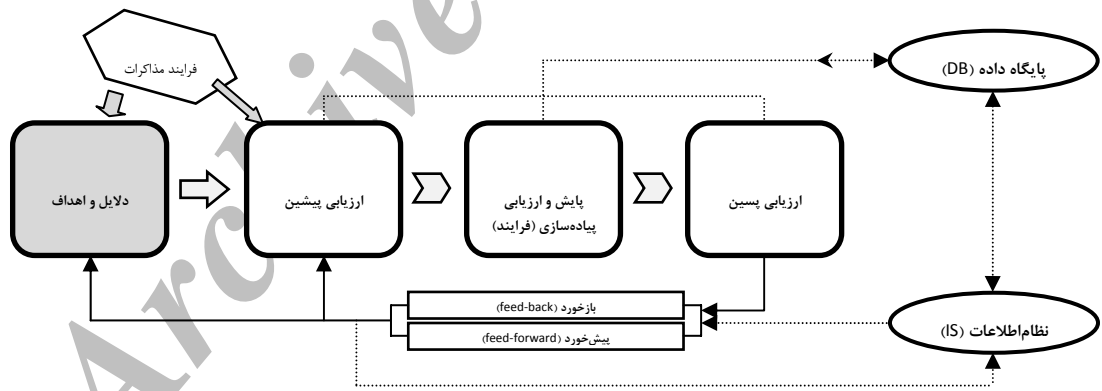 فرایند مذاکرات
پایگاه داده (DB)
دلایل و اهداف
ارزیابی پیشین
پایش و ارزیابی
پیاده‌سازی (فرایند)
ارزیابی پسین
بازخورد (feed-back)
پیش‌خورد (feed-forward)
نظام‌اطلاعات (IS)
Archive